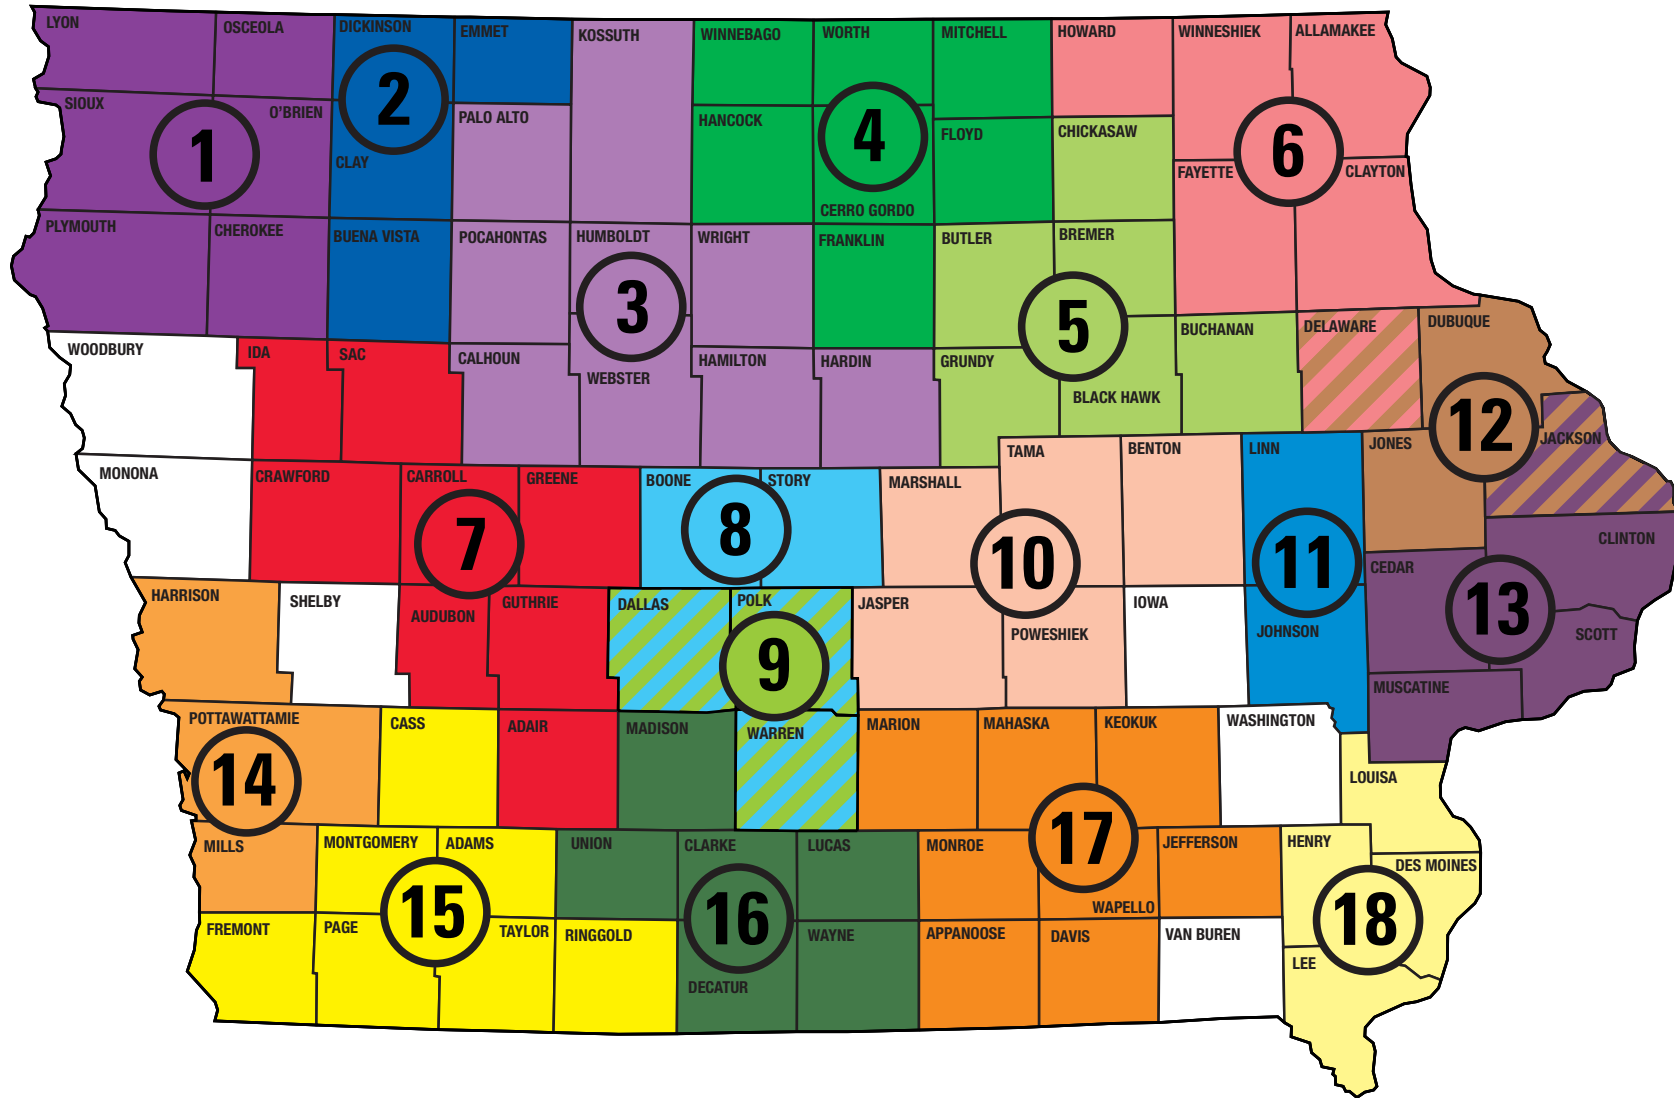 LYON
OSCEOLA
DICKINSON
EMMET
KOSSUTH
WINNEBAGO
WORTH
MITCHELL
HOWARD
WINNESHIEK
ALLAMAKEE
SIOUX
O'BRIEN
1
2
CLAY
PALO ALTO
HANCOCK
4
CERRO GORDO
FLOYD
CHICKASAW
FAYETTE
6
CLAYTON
PLYMOUTH
CHEROKEE
BUENA VISTA
POCAHONTAS
HUMBOLDT
WRIGHT
FRANKLIN
BUTLER
BREMER
3
5
WOODBURY
IDA
SAC
CALHOUN
WEBSTER
HAMILTON
HARDIN
GRUNDY
BLACK HAWK
BUCHANAN
DELAWARE
DUBUQUE
12
JACKSON
MONONA
CRAWFORD
CARROLL
GREENE
7
BOONE
STORY
8
MARSHALL
TAMA
BENTON
10
LINN
11
JONES
CLINTON
CEDAR
13
SCOTT
HARRISON
SHELBY
AUDUBON
GUTHRIE
DALLAS
POLK
9
JASPER
POWESHIEK
IOWA
JOHNSON
MUSCATINE
POTTAWATTAMIE
14
CASS
ADAIR
MADISON
WARREN
MARION
MAHASKA
KEOKUK
WASHINGTON
LOUISA
MILLS
MONTGOMERY
ADAMS
15
UNION
CLARKE
LUCAS
16
MONROE
17
WAPELLO
JEFFERSON
HENRY
DES MOINES
18
FREMONT
PAGE
TAYLOR
RINGGOLD
DECATUR
WAYNE
APPANOOSE
DAVIS
VAN BUREN
LEE